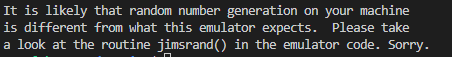 It is likely that random number generation on your machine
is different from what this emulator expects.  Please take
a look at the routine jimsrand() in the emulator code. Sorry.